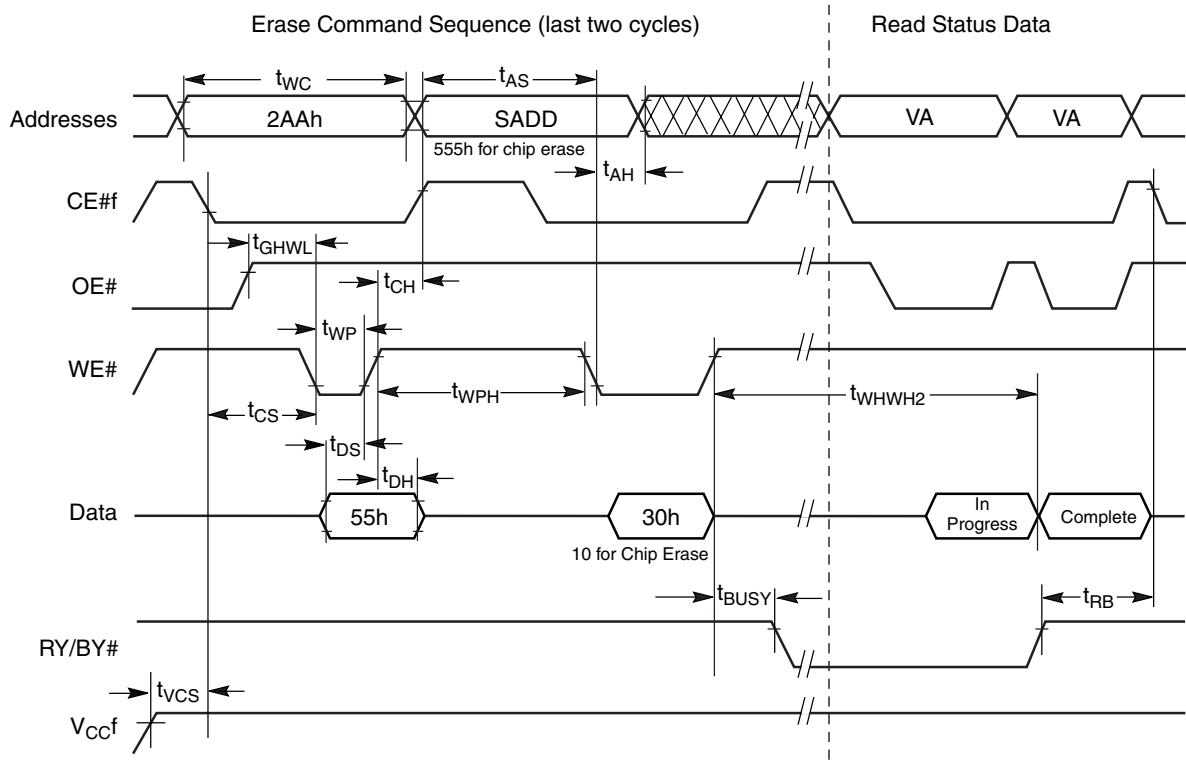 Erase Command Sequence (last two cycles)
Read Status Data
tWC
tAS
Addresses
2AAh
SADD
VA
VA
555h for chip erase
tAH
CE#f
tGHWL
OE#
tCH
tWP
WE#
tWPH
tWHWH2
tCS
tDS
tDH
Data
55h
30h
In
Progress
Complete
10 for Chip Erase
tBUSY
tRB
RY/BY#
tVCS
VCCf